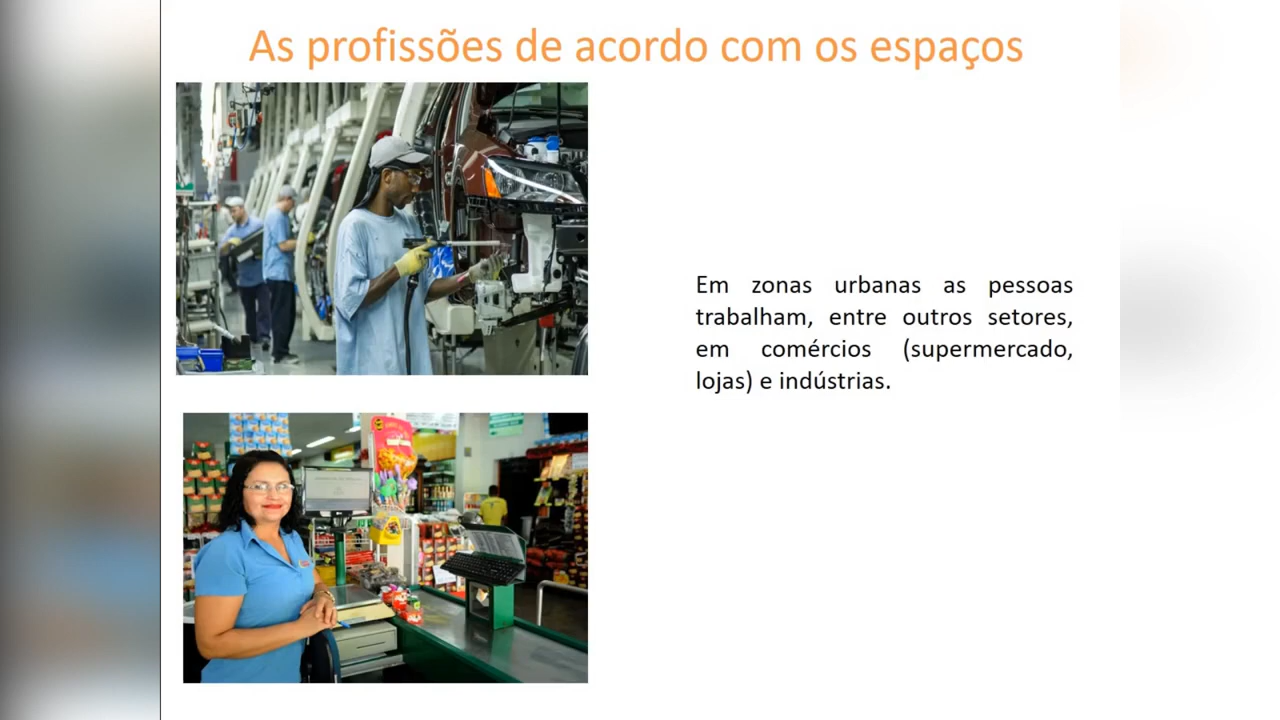 As profissões de acordo com os espaços
Em zonas urbanas as pessoas
trabalham, entre outros setores,
em comércios (supermercado,
lojas) e indústrias.